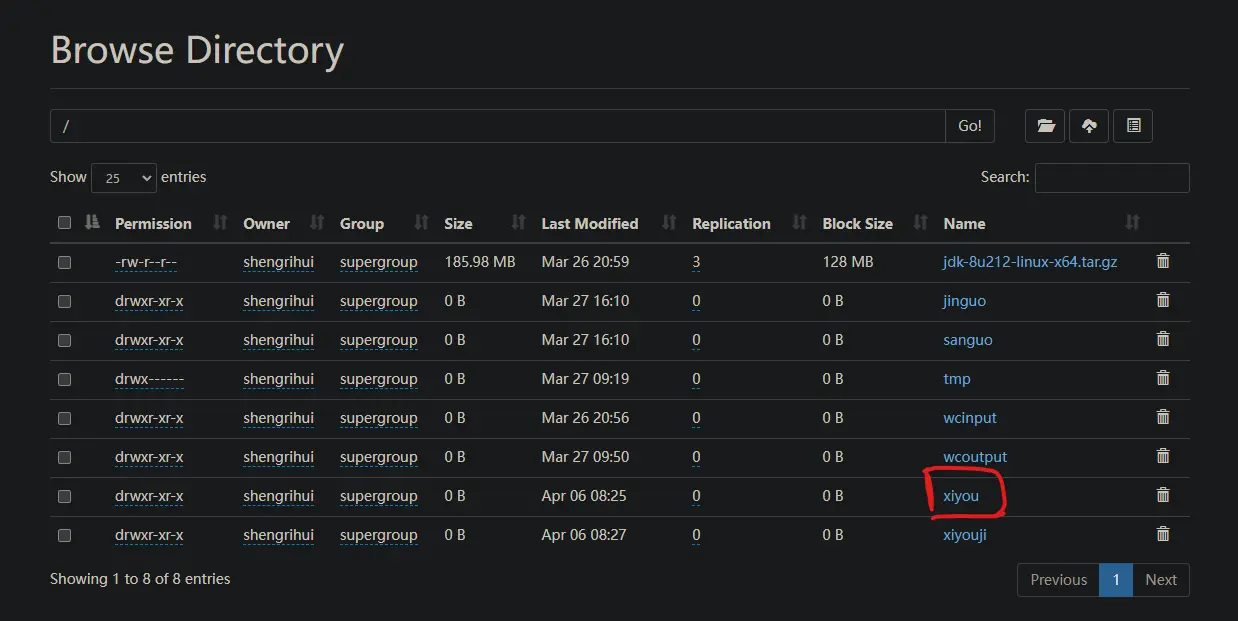 Browse Directory
/ Go!
Show 25 entries Search:
Permission Owner Group Size Last Modified Replication Block Size Name
-rw-r--r-- shengrihui supergroup 185.98 MB Mar 26 20:59 3 128 MB jdk-8u212-linux-x64.tar.gz
drwxr-xr-x shengrihui supergroup 0 B Mar 27 16:10 0 0 B jinguo
drwxr-xr-x shengrihui supergroup 0 B Mar 27 16:10 0 0 B sanguo
drwx------ shengrihui supergroup 0 B Mar 27 09:19 0 0 B tmp
drwxr-xr-x shengrihui supergroup 0 B Mar 26 20:56 0 0 B wcinput
drwxr-xr-x shengrihui supergroup 0 B Mar 27 09:50 0 0 B wcoutput
drwxr-xr-x shengrihui supergroup 0 B Apr 06 08:25 0 0 B xiyou
drwxr-xr-x shengrihui supergroup 0 B Apr 06 08:27 0 0 B xiyouji
Showing 1 to 8 of 8 entries Previous 1 Next